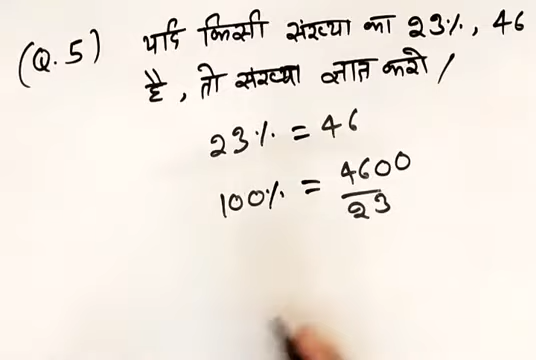 (Q.5) यदि किसी संख्या का 23%, 46
है, तो संख्या ज्ञात करो /
23% = 46
100% = 4600/23